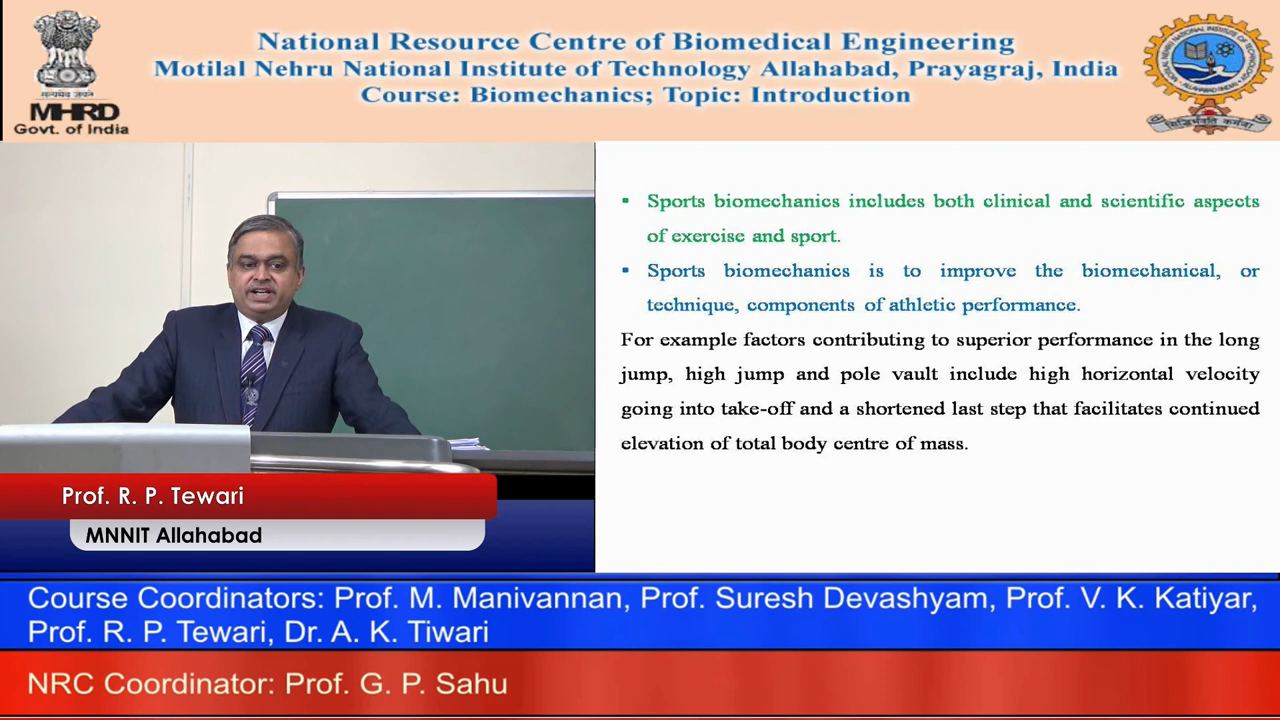 National Resource Centre of Biomedical Engineering
Motilal Nehru National Institute of Technology Allahabad, Prayagraj, India
Course: Biomechanics; Topic: Introduction
सत्यमेव जयते
MHRD
Govt. of India
▪ Sports biomechanics includes both clinical and scientific aspects
of exercise and sport.
▪ Sports biomechanics is to improve the biomechanical, or
technique, components of athletic performance.
For example factors contributing to superior performance in the long
jump, high jump and pole vault include high horizontal velocity
going into take-off and a shortened last step that facilitates continued
elevation of total body centre of mass.
Prof. R. P. Tewari
MNNIT Allahabad
Course Coordinators: Prof. M. Manivannan, Prof. Suresh Devashyam, Prof. V. K. Katiyar,
Prof. R. P. Tewari, Dr. A. K. Tiwari
NRC Coordinator: Prof. G. P. Sahu